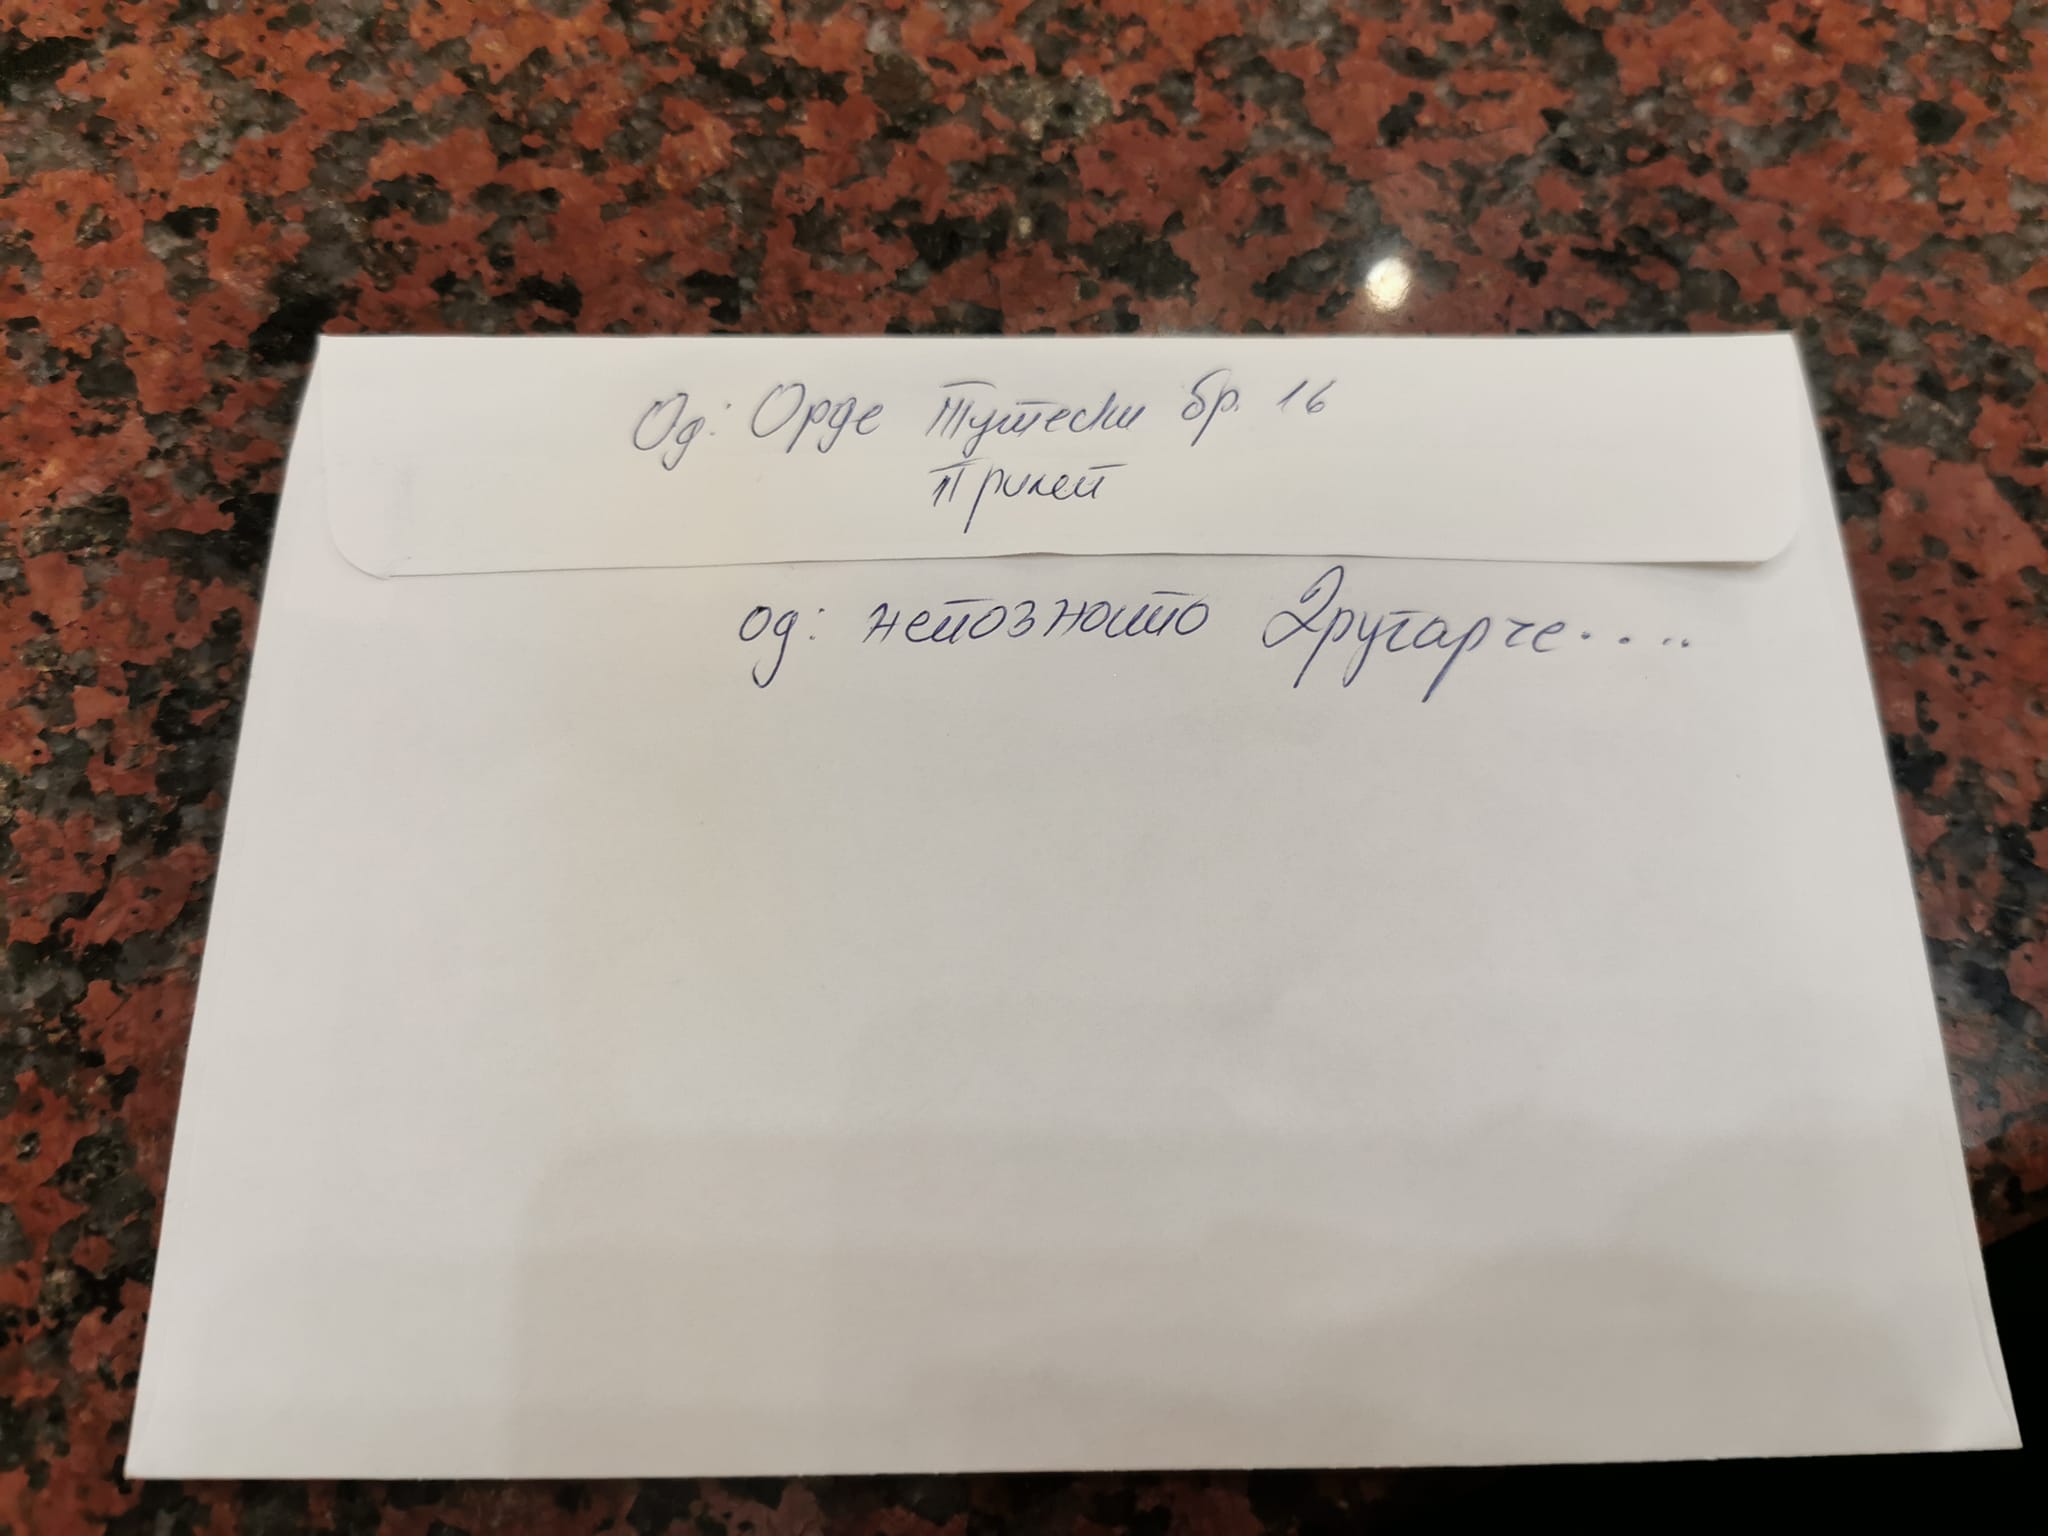 Од: Орде Тутески бр. 16
Прилеп
од: непознато Другарче.....